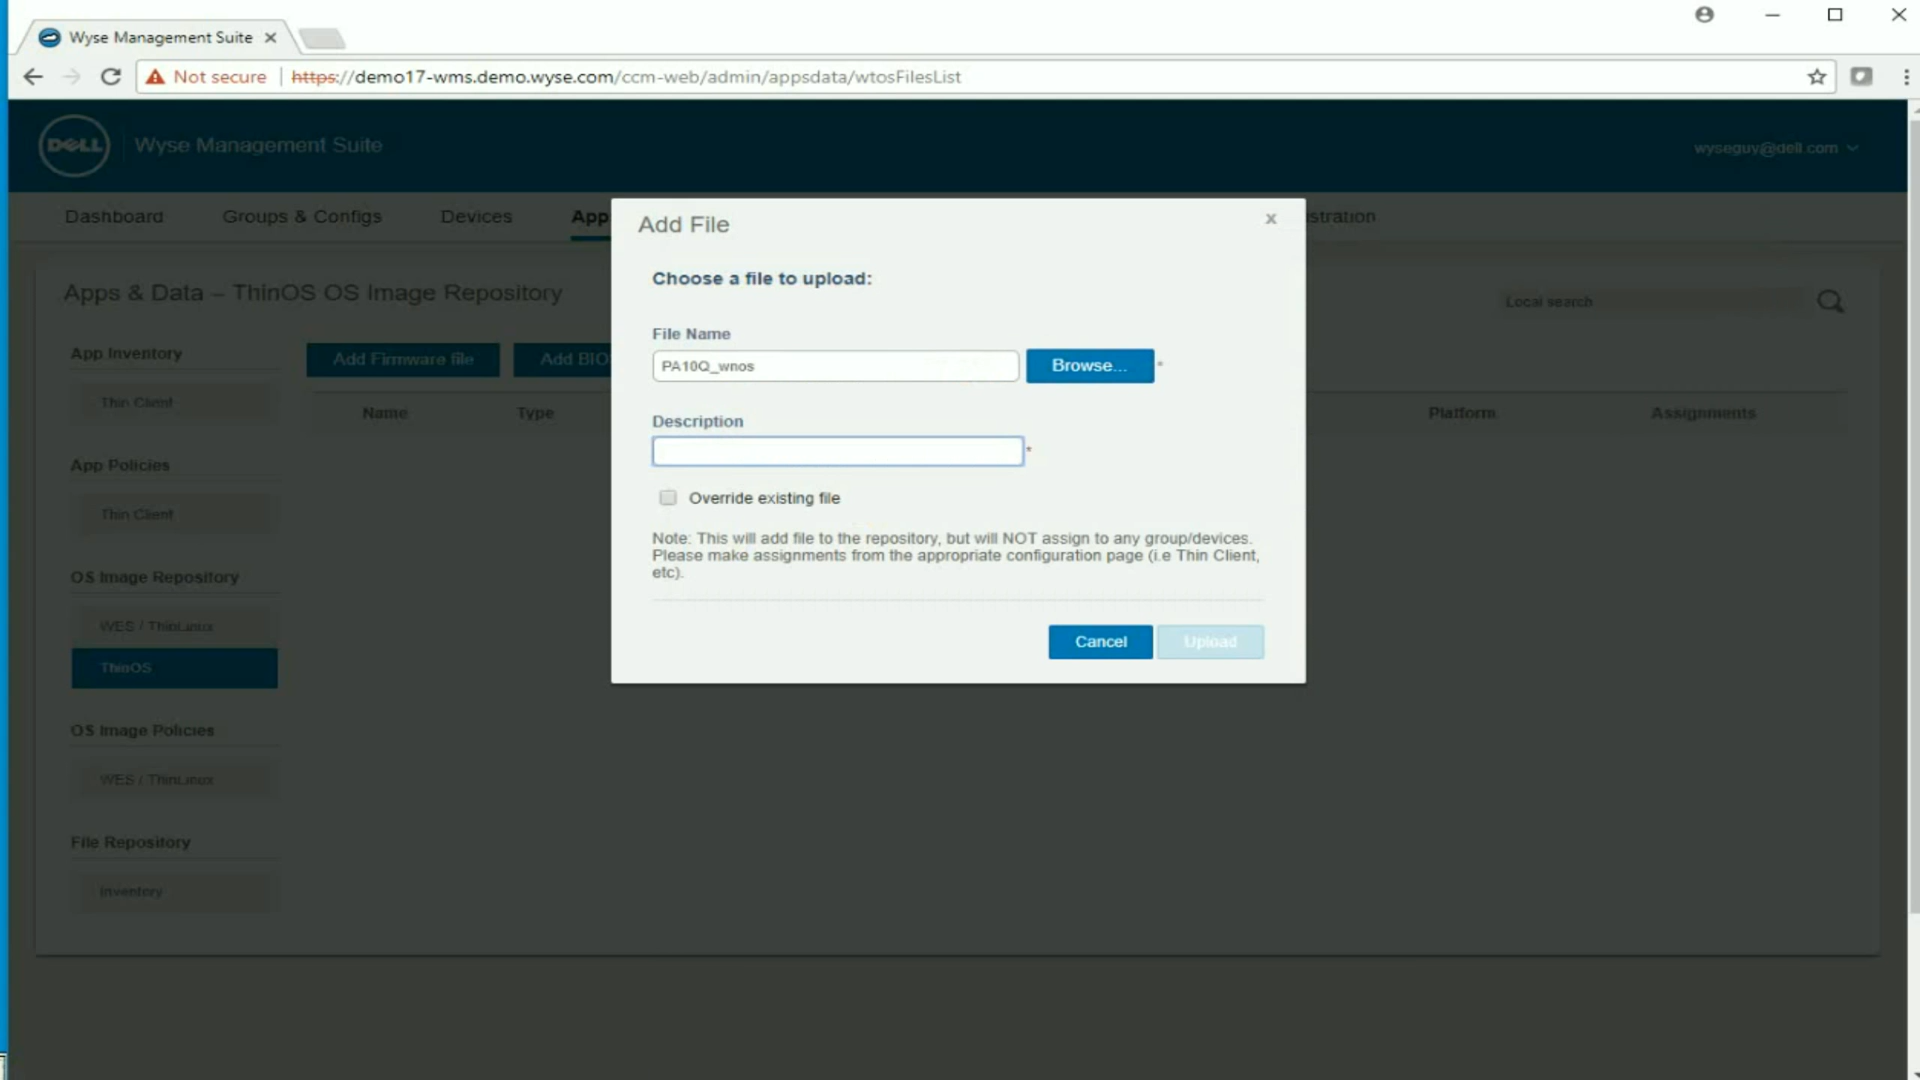 Wyse Management Suite
Not secure | https://demo17-wms.demo.wyse.com/ccm-web/admin/appsdata/wtosFilesList
DELL Wyse Management Suite
wyseguy@dell.com
Dashboard Groups & Configs Devices App stration
Add File x
Apps & Data – ThinOS OS Image Repository
Local search
Choose a file to upload:
File Name
PA10Q_wnos
Browse... *
App Inventory
Add Firmware file Add BIO
Thin Client
Name Type Platform Assignments
Description
*
App Policies
Thin Client
Override existing file
Note: This will add file to the repository, but will NOT assign to any group/devices.
Please make assignments from the appropriate configuration page (i.e Thin Client,
etc).
Cancel Upload
OS Image Repository
WES / ThinLinux
ThinOS
OS Image Policies
WES / ThinLinux
File Repository
Inventory